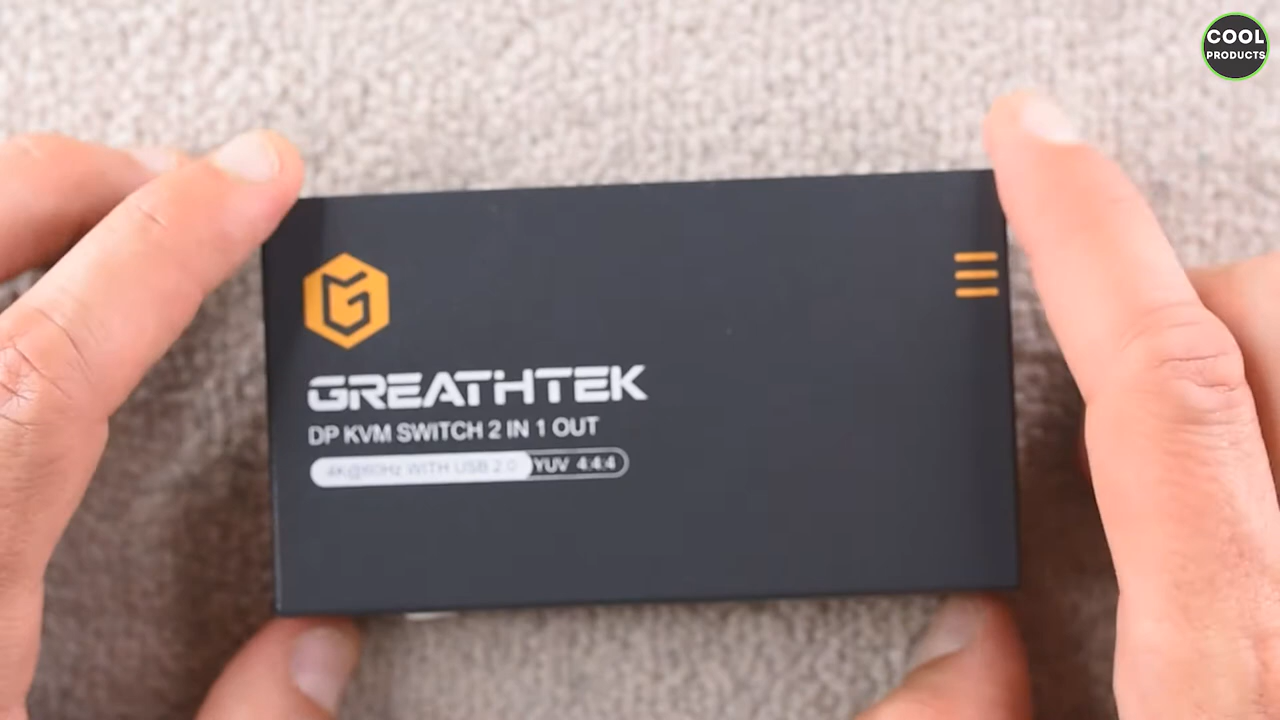 COOL
PRODUCTS
GREATHTEK
DP KVM SWITCH 2 IN 1 OUT
4K@60Hz WITH USB 2.0 YUV 4:4:4